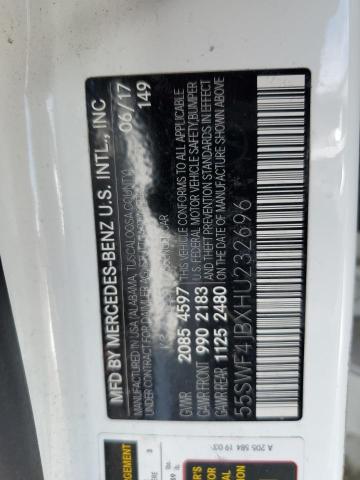 MFD BY MERCEDES-BENZ U.S. INTL., INC
06/17
MANUFACTURED IN USA (ALABAMA, TUSCALOOSA COUNTY)
149
UNDER CONTRACT FOR DAIMLER AG
CAR
2085 4597 THIS VEHICLE CONFORMS TO ALL APPLICABLE
GAWR FRONT 990 2183 U.S. FEDERAL MOTOR VEHICLE SAFETY, BUMPER
AND THEFT PREVENTION STANDARDS IN EFFECT
GAWR REAR 1125 2480 ON THE DATE OF MANUFACTURE SHOWN ABOVE
55SWF4JBXHU232696
A 205 584 19 03